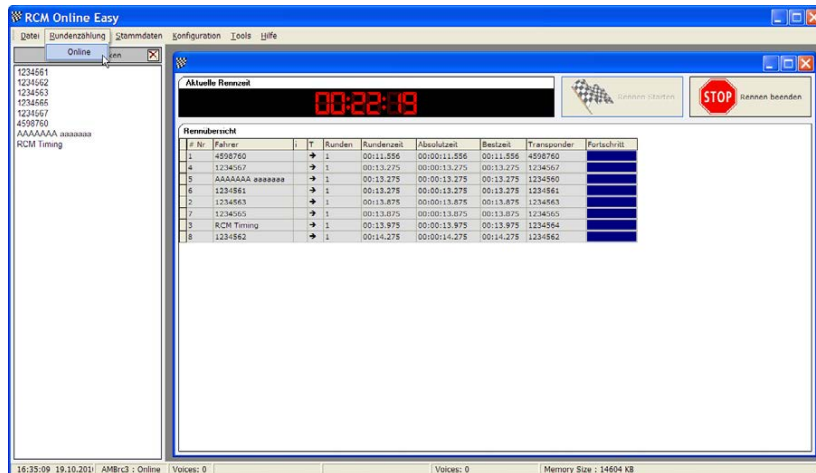 RCM Online Easy
Datei Rundenzählung Stammdaten Konfiguration Tools Hilfe
Online
1234561
1234562
1234563
1234565
1234567
4598760
AAAAAAA aaaaaaa
RCM Timing
Aktuelle Rennzeit
00:22:19
Rennen starten
STOP Rennen beenden
Rennübersicht
# Nr Fahrer i T Runden Rundenzeit Absolutzeit Bestzeit Transponder Fortschritt
1 4598760 1 00:11.556 00:00:11.556 00:11.556 4598760
4 1234567 1 00:13.275 00:00:13.275 00:13.275 1234567
5 AAAAAAA aaaaaaa 1 00:13.275 00:00:13.275 00:13.275 1234560
6 1234561 1 00:13.275 00:00:13.275 00:13.275 1234561
2 1234563 1 00:13.875 00:00:13.875 00:13.875 1234563
7 1234565 1 00:13.875 00:00:13.875 00:13.875 1234565
3 RCM Timing 1 00:13.975 00:00:13.975 00:13.975 1234564
8 1234562 1 00:14.275 00:00:14.275 00:14.275 1234562
16:35:09 19.10.201 AMBrc3 : Online Voices: 0 Voices: 0 Memory Size : 14604 KB